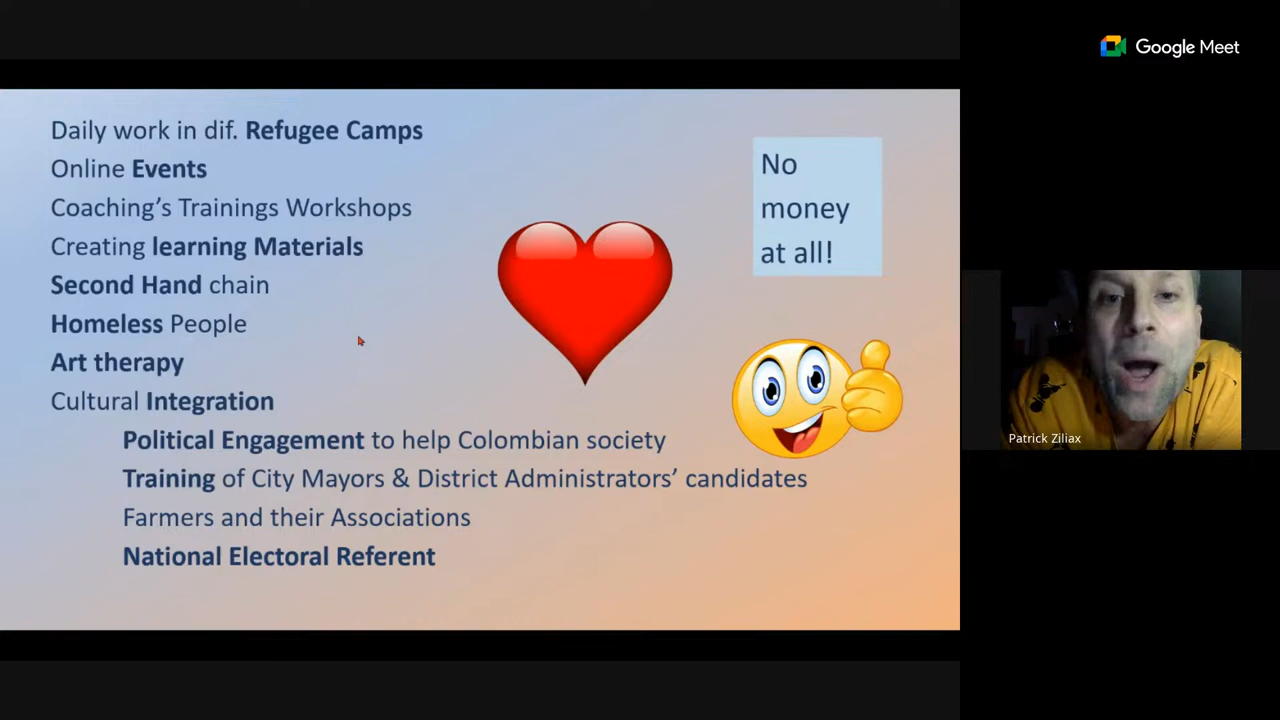 Google Meet
Daily work in dif. Refugee Camps
Online Events
Coaching’s Trainings Workshops
Creating learning Materials
Second Hand chain
Homeless People
Art therapy
Cultural Integration
Political Engagement to help Colombian society
Training of City Mayors & District Administrators’ candidates
Farmers and their Associations
National Electoral Referent
No
money
at all!
Patrick Ziliax